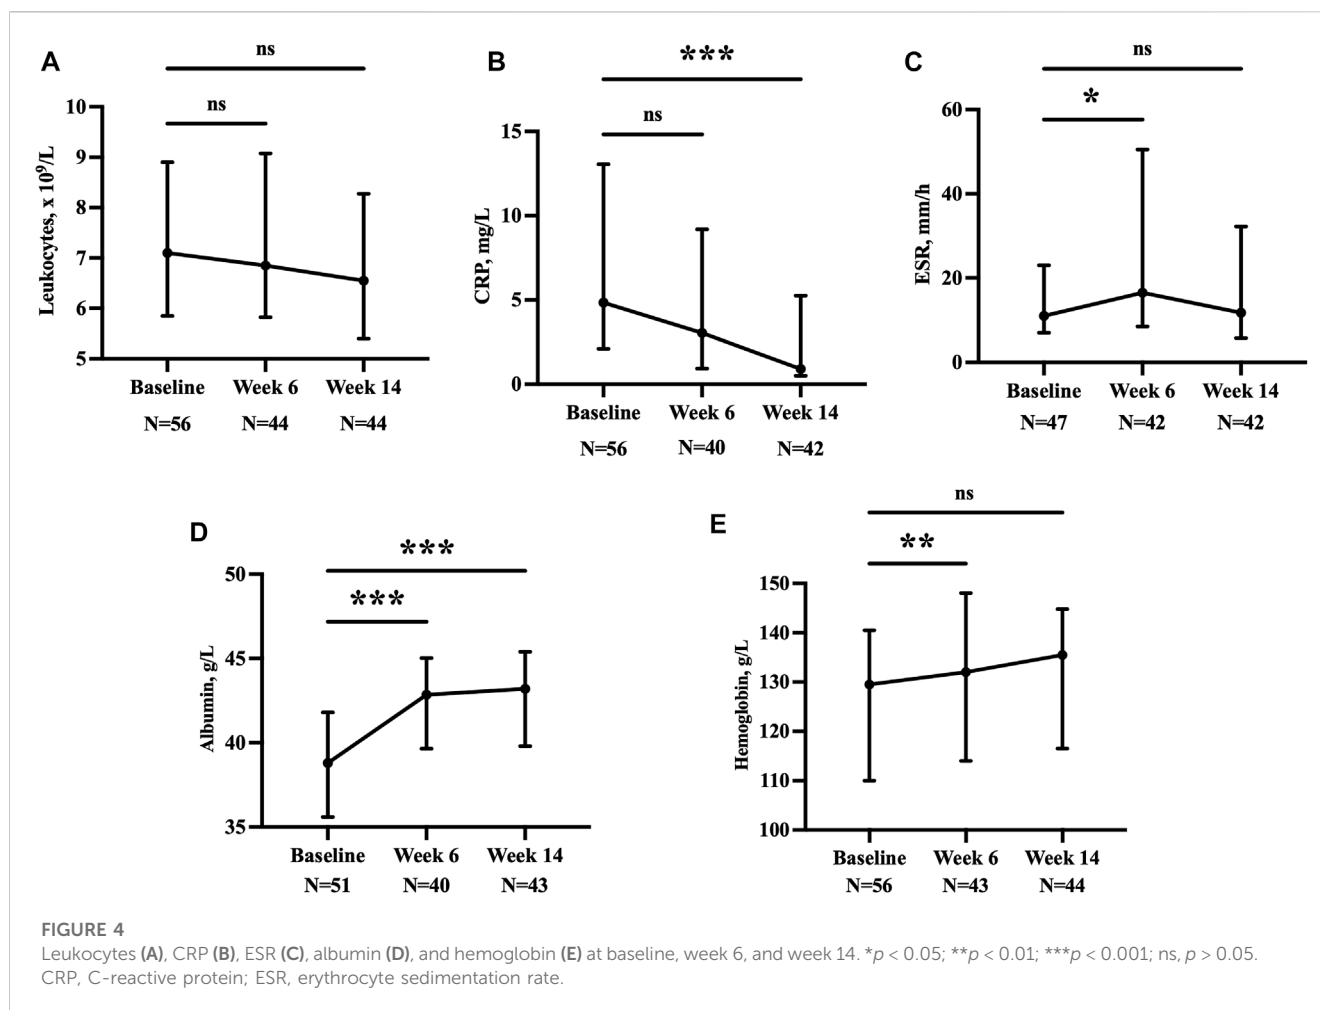 A
ns
ns
Leukocytes, x 10⁹/L
10
9
8
7
6
5
Baseline Week 6 Week 14
N=56 N=44 N=44
B
***
ns
CRP, mg/L
15
10
5
0
Baseline Week 6 Week 14
N=56 N=40 N=42
C
ns
*
ESR, mm/h
60
40
20
0
Baseline Week 6 Week 14
N=47 N=42 N=42
D
***
***
Albumin, g/L
50
45
40
35
Baseline Week 6 Week 14
N=51 N=40 N=43
E
ns
**
Hemoglobin, g/L
150
140
130
120
110
100
Baseline Week 6 Week 14
N=56 N=43 N=44
FIGURE 4
Leukocytes (A), CRP (B), ESR (C), albumin (D), and hemoglobin (E) at baseline, week 6, and week 14. *p < 0.05; **p < 0.01; ***p < 0.001; ns, p > 0.05.
CRP, C-reactive protein; ESR, erythrocyte sedimentation rate.